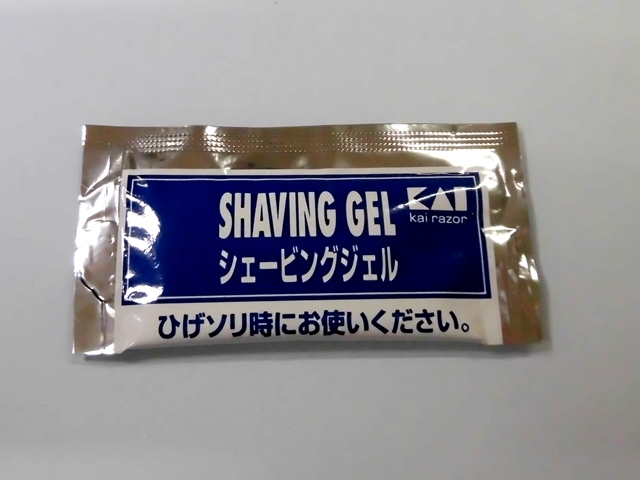 SHAVING GEL
KAI
kai razor
シェービングジェル
ひげソリ時にお使いください。